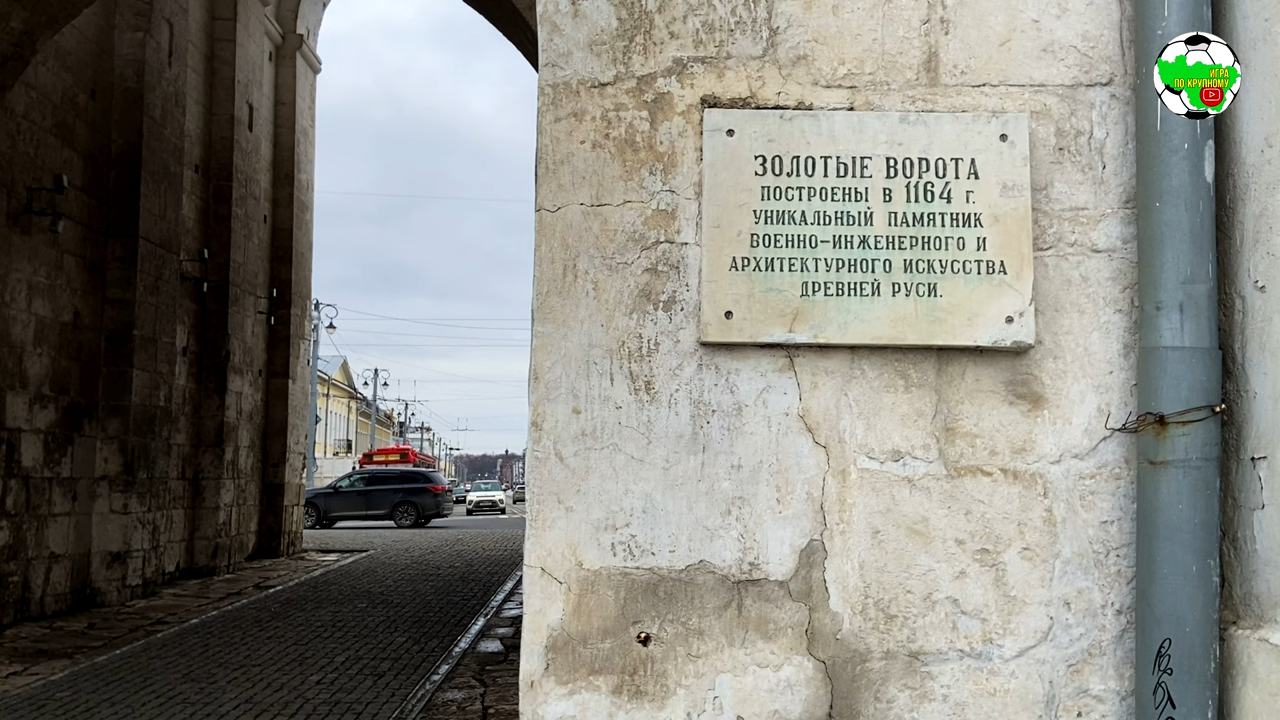 ЗОЛОТЫЕ ВОРОТА
ПОСТРОЕНЫ В 1164 Г.
УНИКАЛЬНЫЙ ПАМЯТНИК
ВОЕННО-ИНЖЕНЕРНОГО И
АРХИТЕКТУРНОГО ИСКУССТВА
ДРЕВНЕЙ РУСИ.
ИГРА
ПО КРУПНОМУ